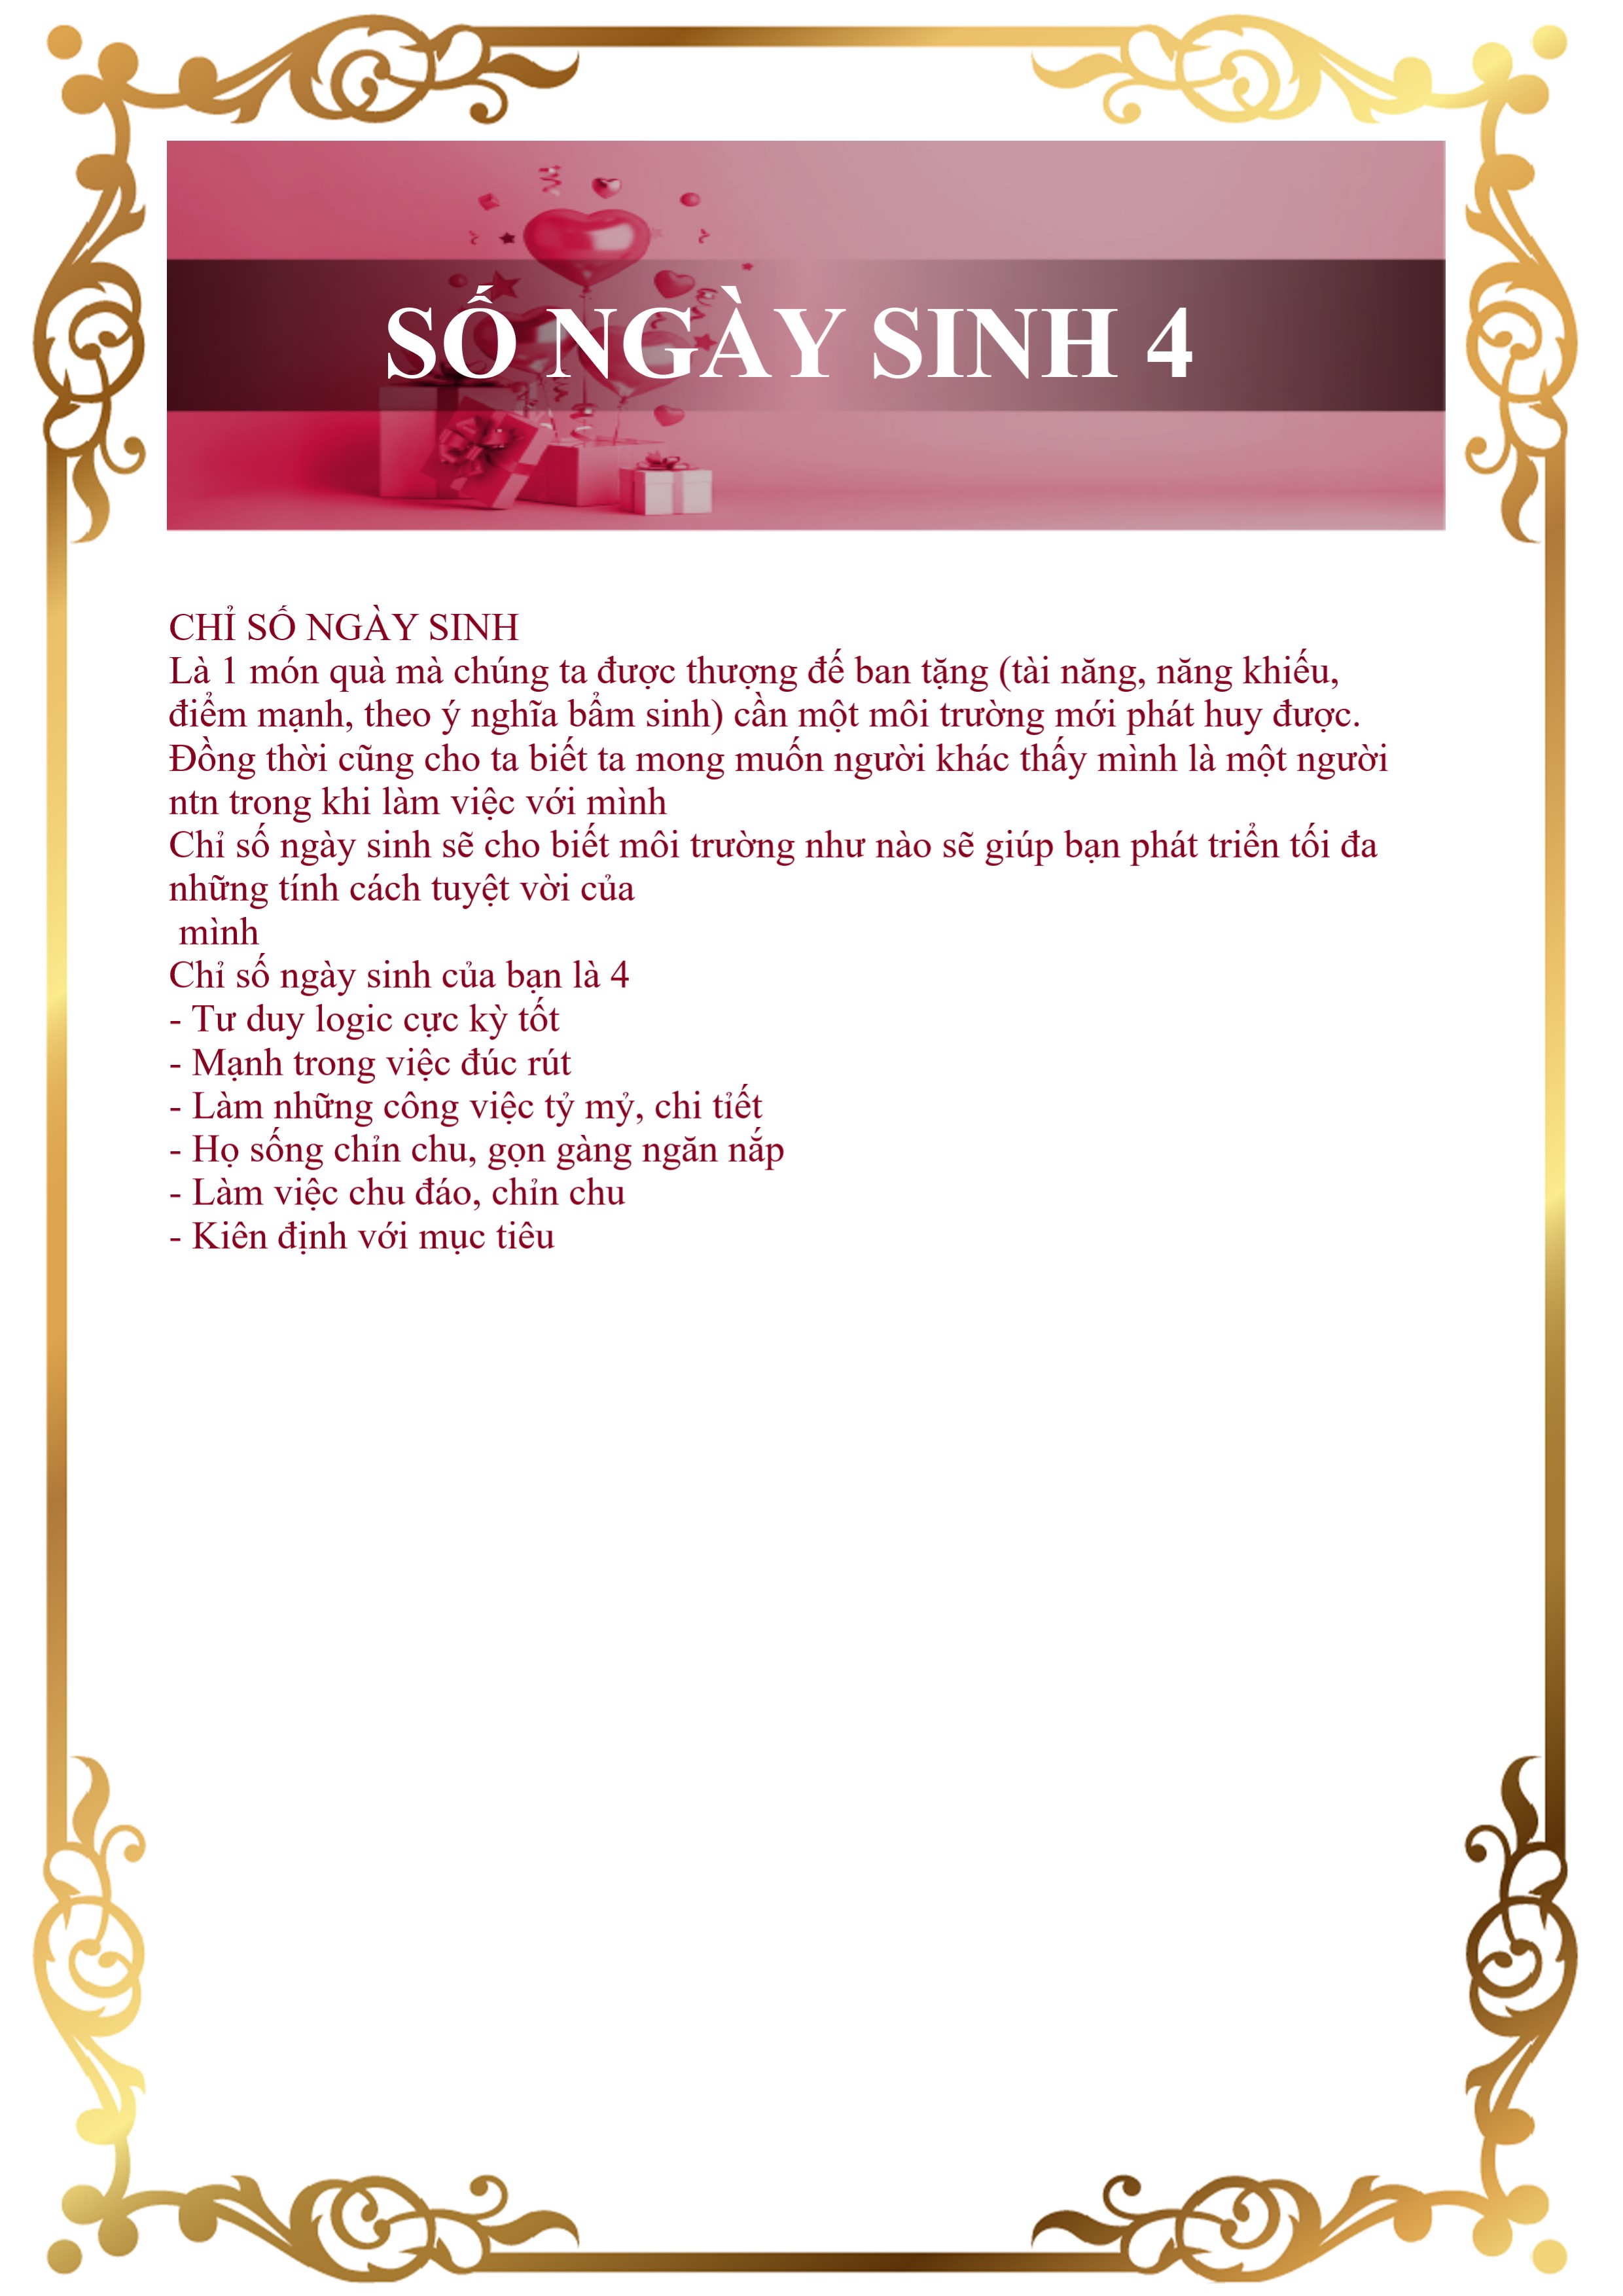 SỐ NGÀY SINH 4
CHỈ SỐ NGÀY SINH
Là 1 món quà mà chúng ta được thượng đế ban tặng (tài năng, năng khiếu,
điểm mạnh, theo ý nghĩa bẩm sinh) cần một môi trường mới phát huy được.
Đồng thời cũng cho ta biết ta mong muốn người khác thấy mình là một người
ntn trong khi làm việc với mình
Chỉ số ngày sinh sẽ cho biết môi trường như nào sẽ giúp bạn phát triển tối đa
những tính cách tuyệt vời của
mình
Chỉ số ngày sinh của bạn là 4
- Tư duy logic cực kỳ tốt
- Mạnh trong việc đúc rút
- Làm những công việc tỷ mỷ, chi tiết
- Họ sống chỉn chu, gọn gàng ngăn nắp
- Làm việc chu đáo, chỉn chu
- Kiên định với mục tiêu